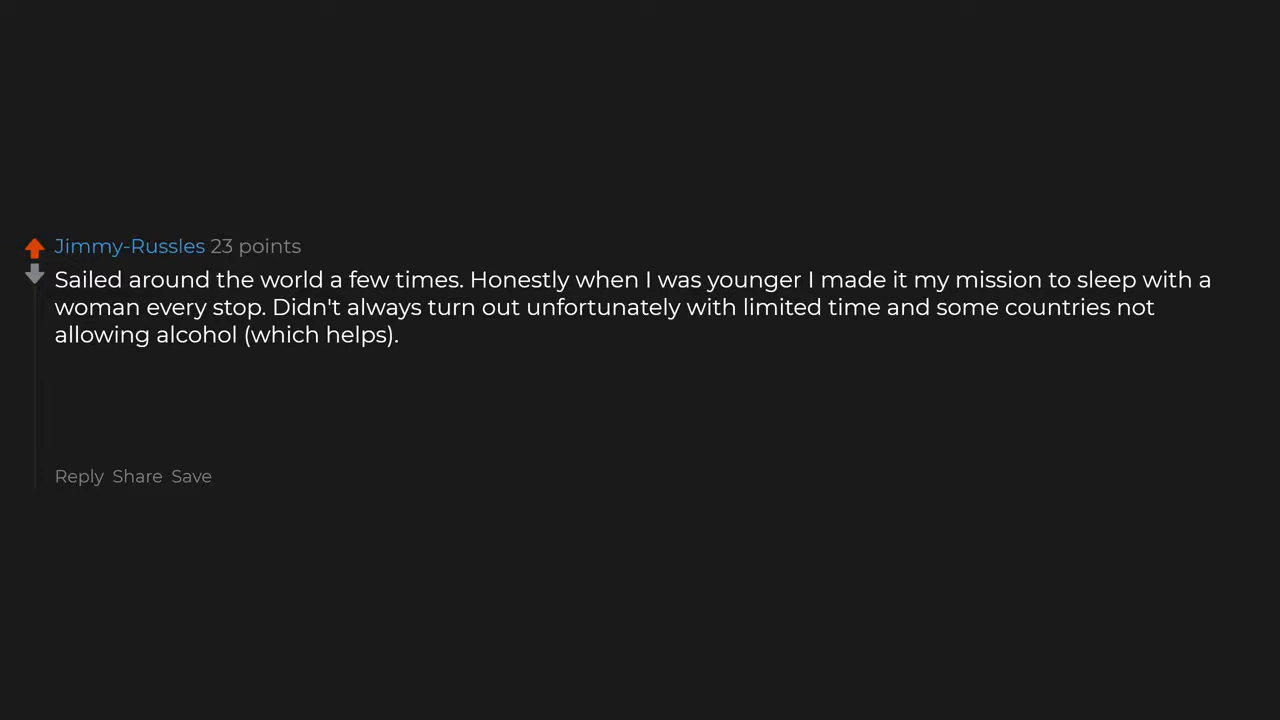 Jimmy-Russles 23 points
Sailed around the world a few times. Honestly when I was younger I made it my mission to sleep with a
woman every stop. Didn't always turn out unfortunately with limited time and some countries not
allowing alcohol (which helps).
Reply Share Save